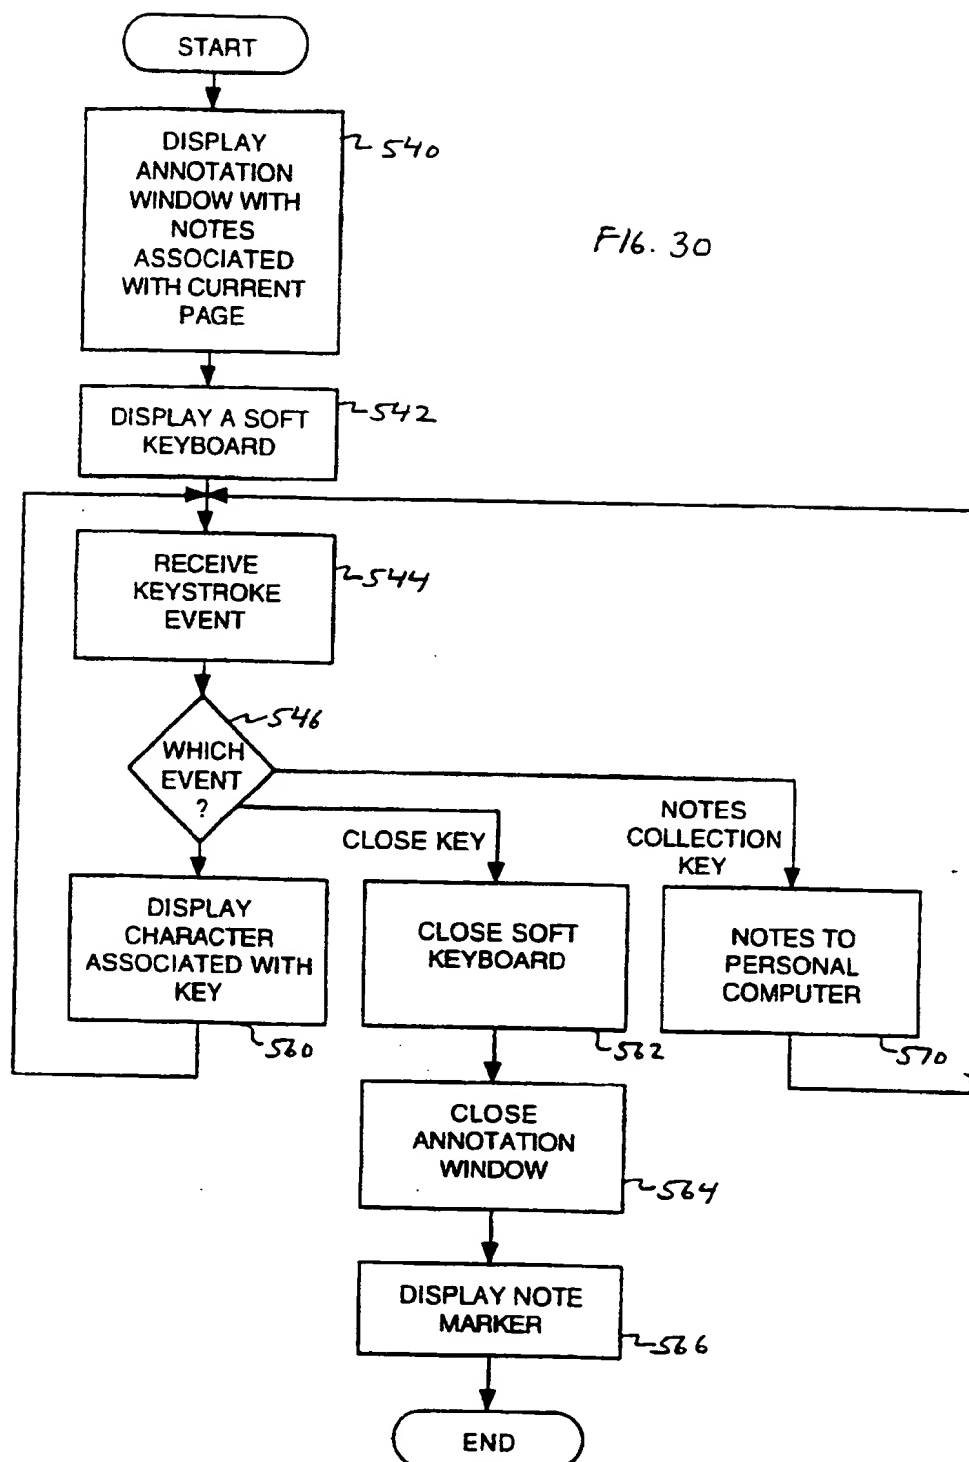 START
DISPLAY
ANNOTATION
WINDOW WITH
NOTES
ASSOCIATED
WITH CURRENT
PAGE
540
FIG. 30
DISPLAY A SOFT
KEYBOARD
542
RECEIVE
KEYSTROKE
EVENT
544
WHICH
EVENT
?
546
CLOSE KEY
NOTES
COLLECTION
KEY
DISPLAY
CHARACTER
ASSOCIATED WITH
KEY
560
CLOSE SOFT
KEYBOARD
562
NOTES TO
PERSONAL
COMPUTER
570
CLOSE
ANNOTATION
WINDOW
564
DISPLAY NOTE
MARKER
566
END